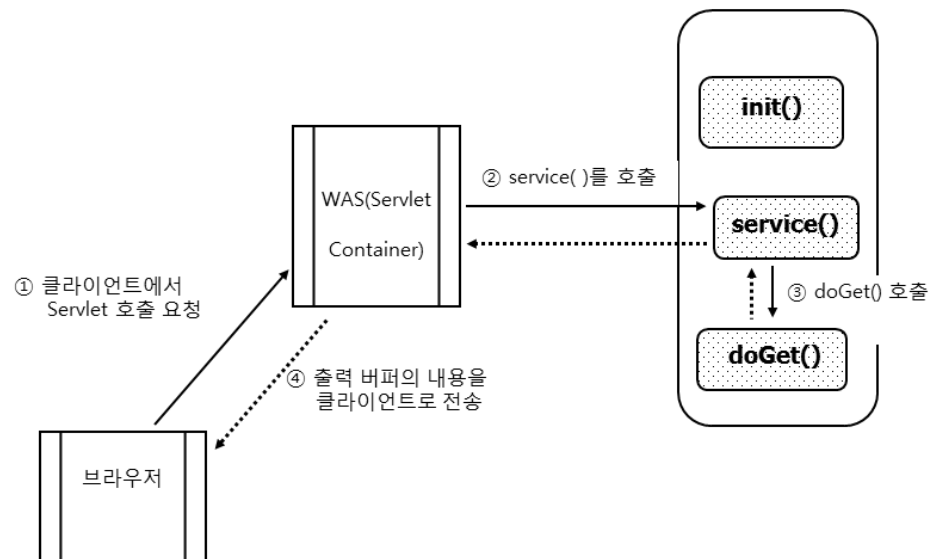 init()
② service( )를 호출
WAS(Servlet
Container)
service()
① 클라이언트에서
Servlet 호출 요청
③ doGet() 호출
doGet()
④ 출력 버퍼의 내용을
클라이언트로 전송
브라우저